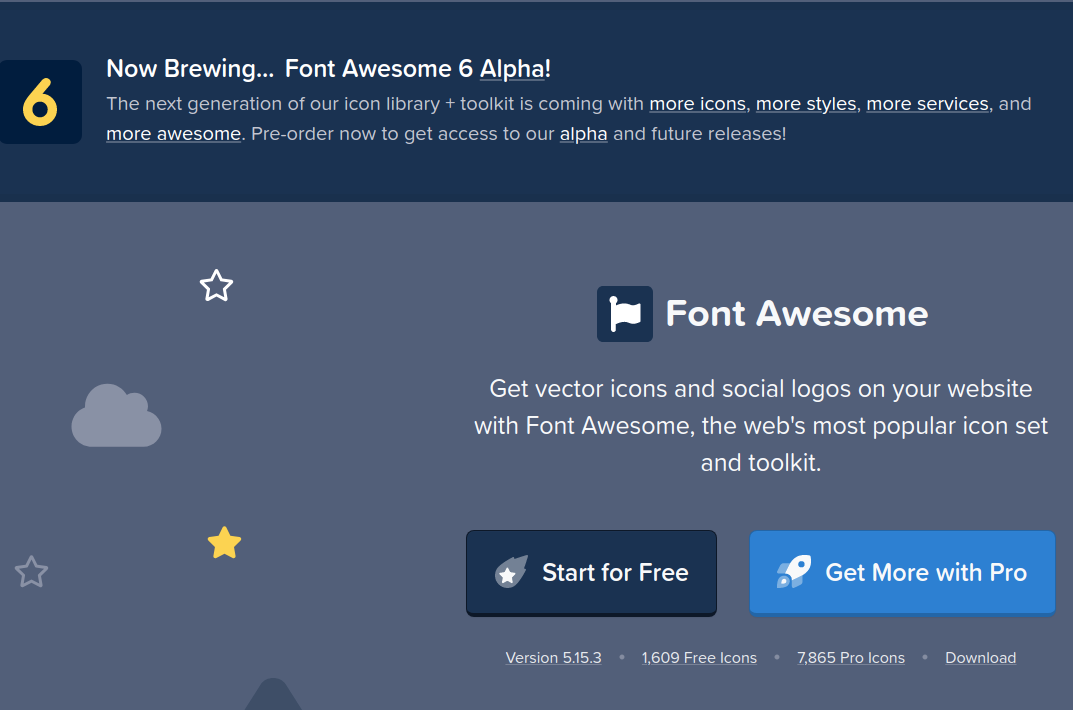 6
Now Brewing... Font Awesome 6 Alpha!
The next generation of our icon library + toolkit is coming with more icons, more styles, more services, and
more awesome. Pre-order now to get access to our alpha and future releases!
Font Awesome
Get vector icons and social logos on your website
with Font Awesome, the web's most popular icon set
and toolkit.
Start for Free
Get More with Pro
Version 5.15.3 • 1,609 Free Icons • 7,865 Pro Icons • Download